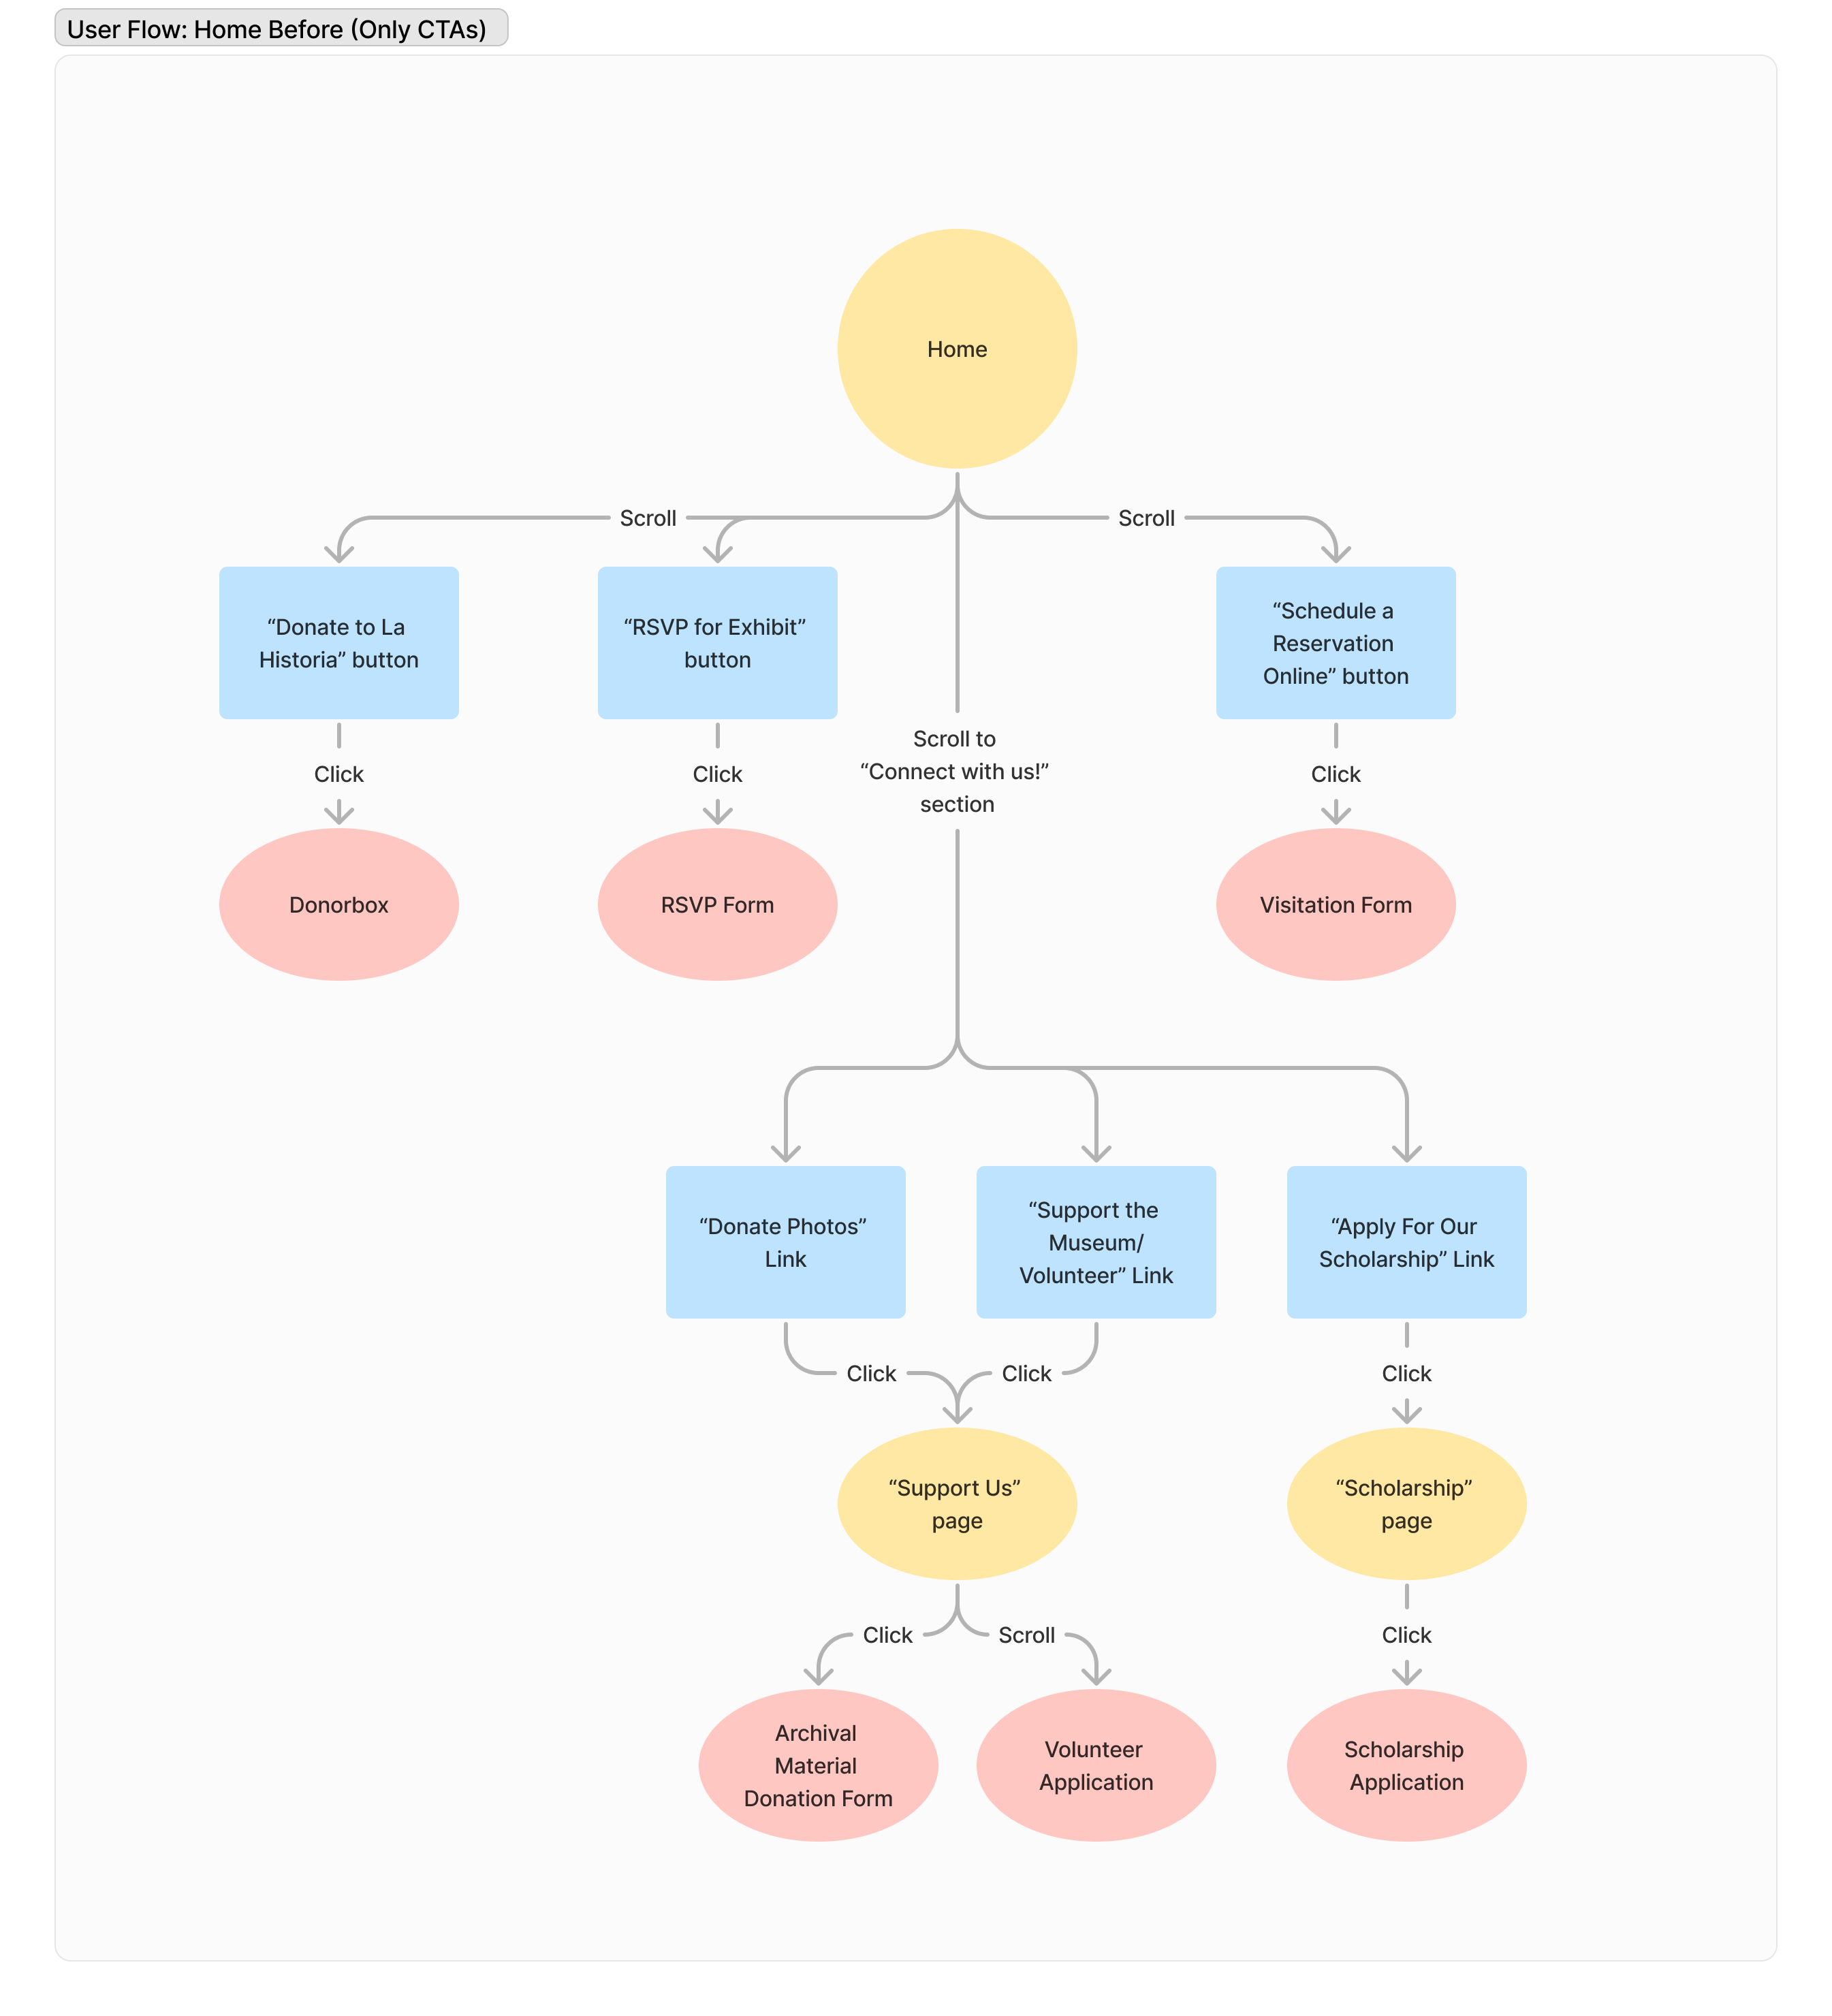 User Flow: Home Before (Only CTAs)
Home
Scroll
Scroll
“Donate to La
Historia” button
“RSVP for Exhibit”
button
“Schedule a
Reservation
Online” button
Scroll to
“Connect with us!”
section
Click
Click
Click
Donorbox
RSVP Form
Visitation Form
“Donate Photos”
Link
“Support the
Museum/
Volunteer” Link
“Apply For Our
Scholarship” Link
Click
Click
Click
“Support Us”
page
“Scholarship”
page
Click
Scroll
Click
Archival
Material
Donation Form
Volunteer
Application
Scholarship
Application